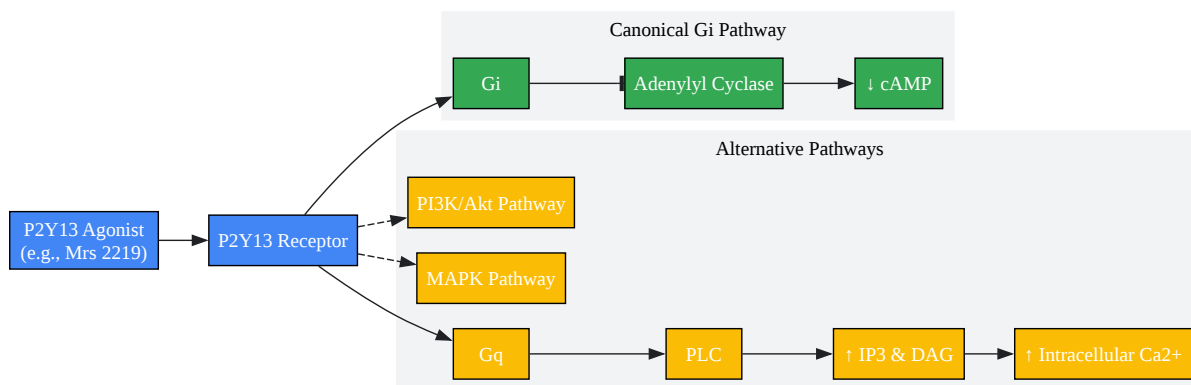 Canonical Gi Pathway
Gi
Adenylyl Cyclase
↓ cAMP
Alternative Pathways
PI3K/Akt Pathway
P2Y13 Agonist
(e.g., Mrs 2219)
P2Y13 Receptor
MAPK Pathway
Gq
PLC
↑ IP3 & DAG
↑ Intracellular Ca2+